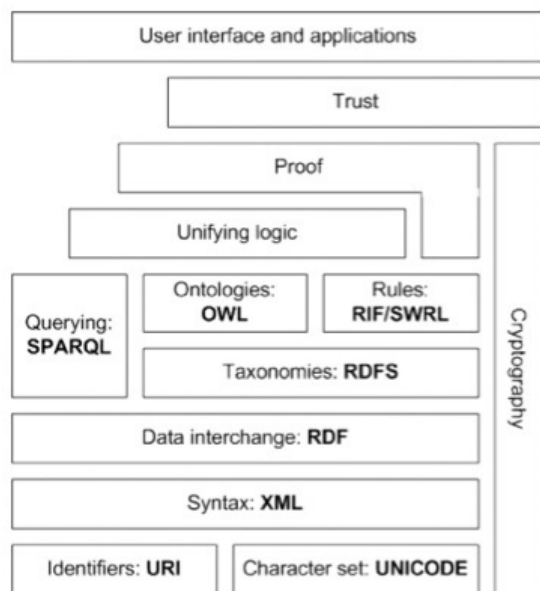 User interface and applications
Trust
Proof
Unifying logic
Ontologies:
OWL
Rules:
RIF/SWRL
Querying:
SPARQL
Taxonomies: RDFS
Cryptography
Data interchange: RDF
Syntax: XML
Identifiers: URI
Character set: UNICODE